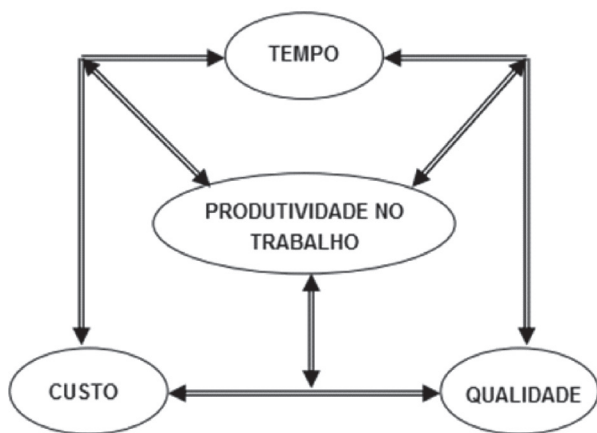 TEMPO
PRODUTIVIDADE NO
TRABALHO
CUSTO
QUALIDADE